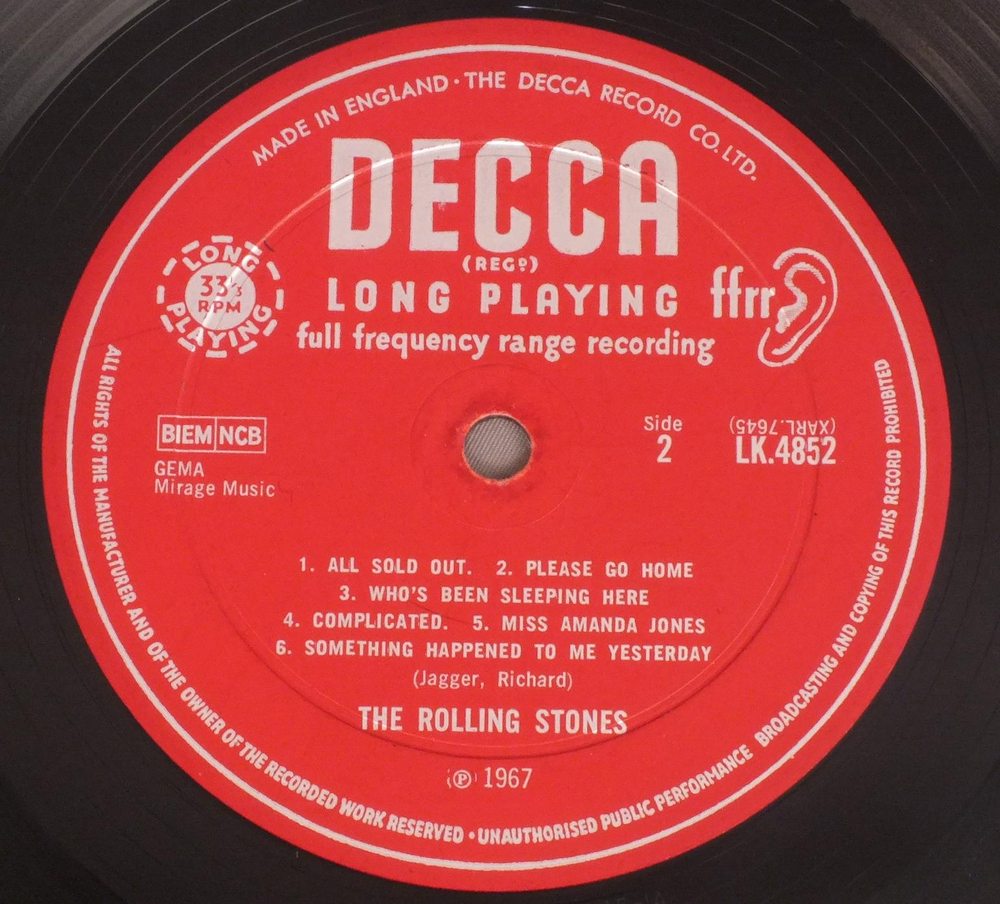 MADE IN ENGLAND · THE DECCA RECORD CO. LTD.
DECCA
(REGD)
LONG PLAYING
33⅓
RPM
LONG PLAYING
ffrr
full frequency range recording
BIEM NCB
GEMA
Mirage Music
Side
2
(XARL.7645)
LK.4852
1. ALL SOLD OUT. 2. PLEASE GO HOME
3. WHO'S BEEN SLEEPING HERE
4. COMPLICATED. 5. MISS AMANDA JONES
6. SOMETHING HAPPENED TO ME YESTERDAY
(Jagger, Richard)
THE ROLLING STONES
℗ 1967
ALL RIGHTS OF THE MANUFACTURER AND OF THE OWNER OF THE RECORDED WORK RESERVED · UNAUTHORISED PUBLIC PERFORMANCE BROADCASTING AND COPYING OF THIS RECORD PROHIBITED